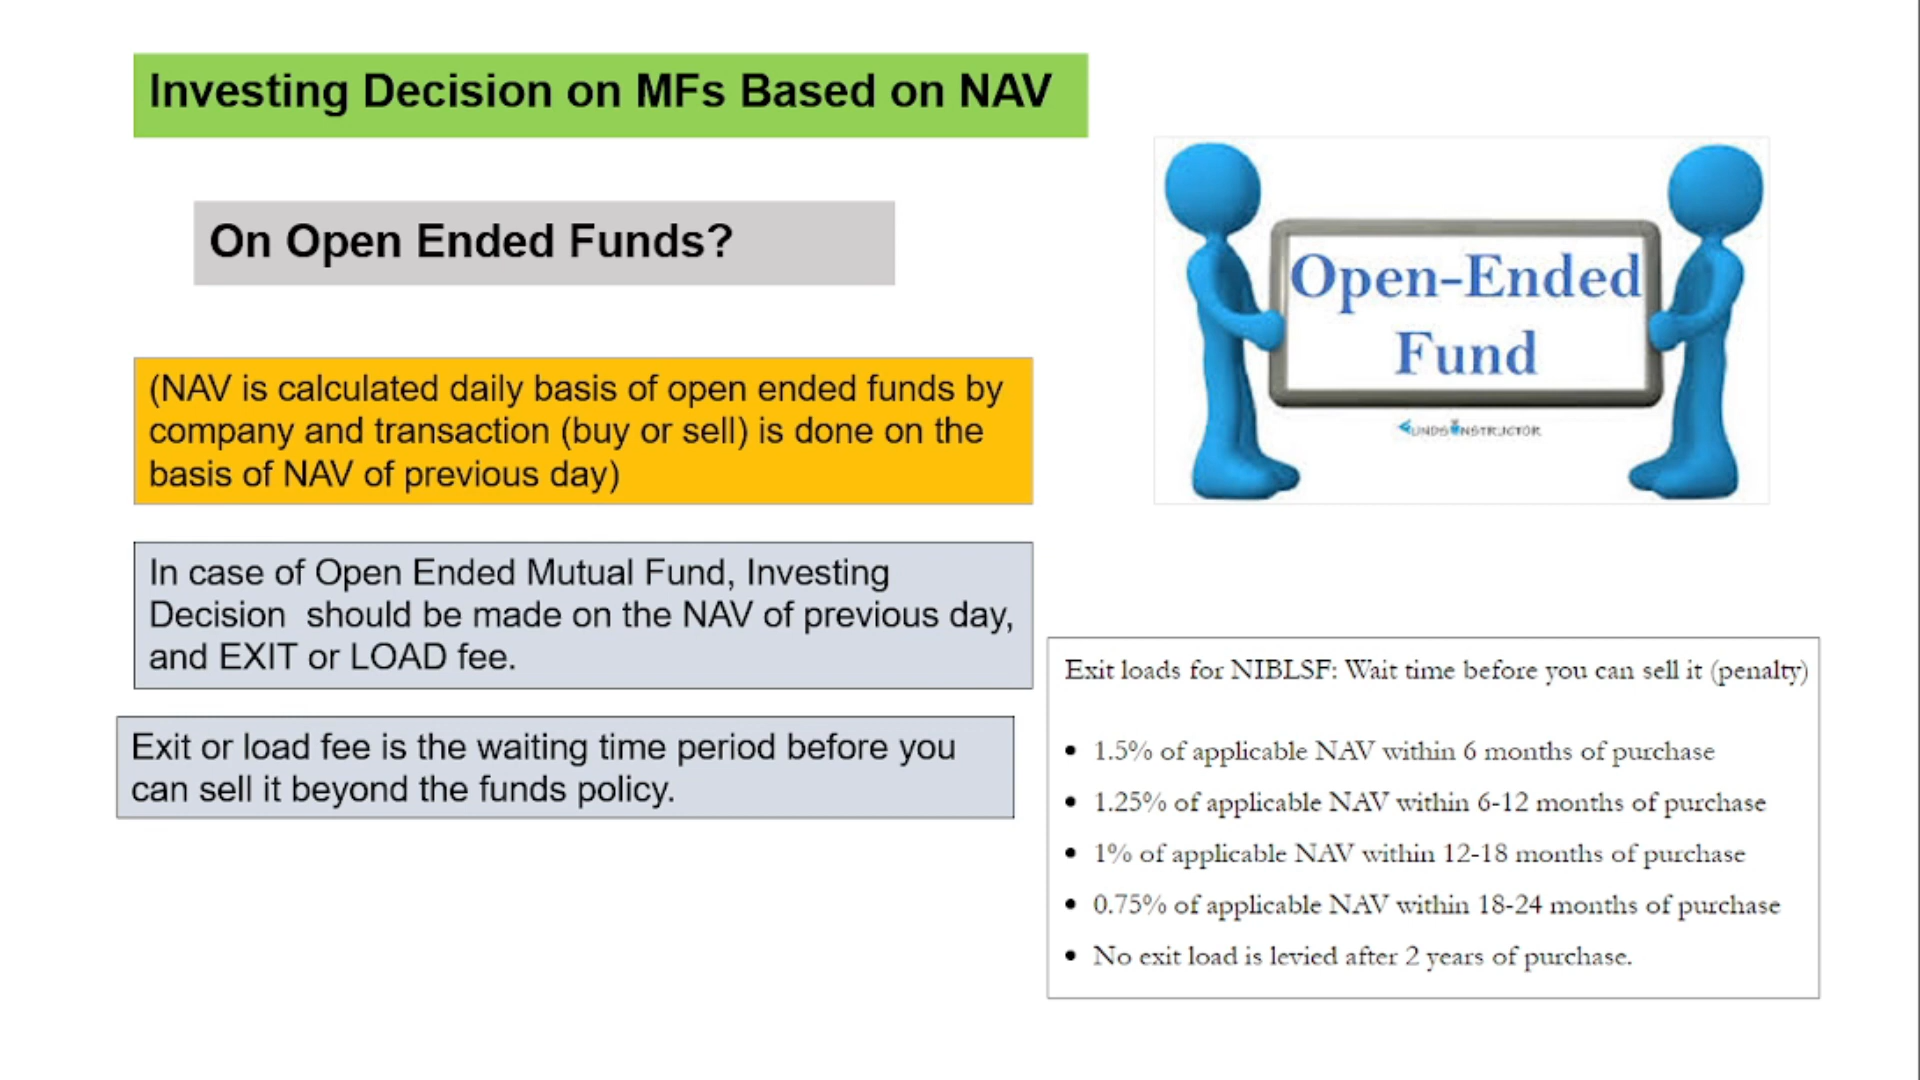 Investing Decision on MFs Based on NAV
On Open Ended Funds?
Open-Ended
Fund
FUNDSINSTRUCTOR
(NAV is calculated daily basis of open ended funds by
company and transaction (buy or sell) is done on the
basis of NAV of previous day)
In case of Open Ended Mutual Fund, Investing
Decision should be made on the NAV of previous day,
and EXIT or LOAD fee.
Exit or load fee is the waiting time period before you
can sell it beyond the funds policy.
Exit loads for NIBLSF: Wait time before you can sell it (penalty)
• 1.5% of applicable NAV within 6 months of purchase
• 1.25% of applicable NAV within 6-12 months of purchase
• 1% of applicable NAV within 12-18 months of purchase
• 0.75% of applicable NAV within 18-24 months of purchase
• No exit load is levied after 2 years of purchase.